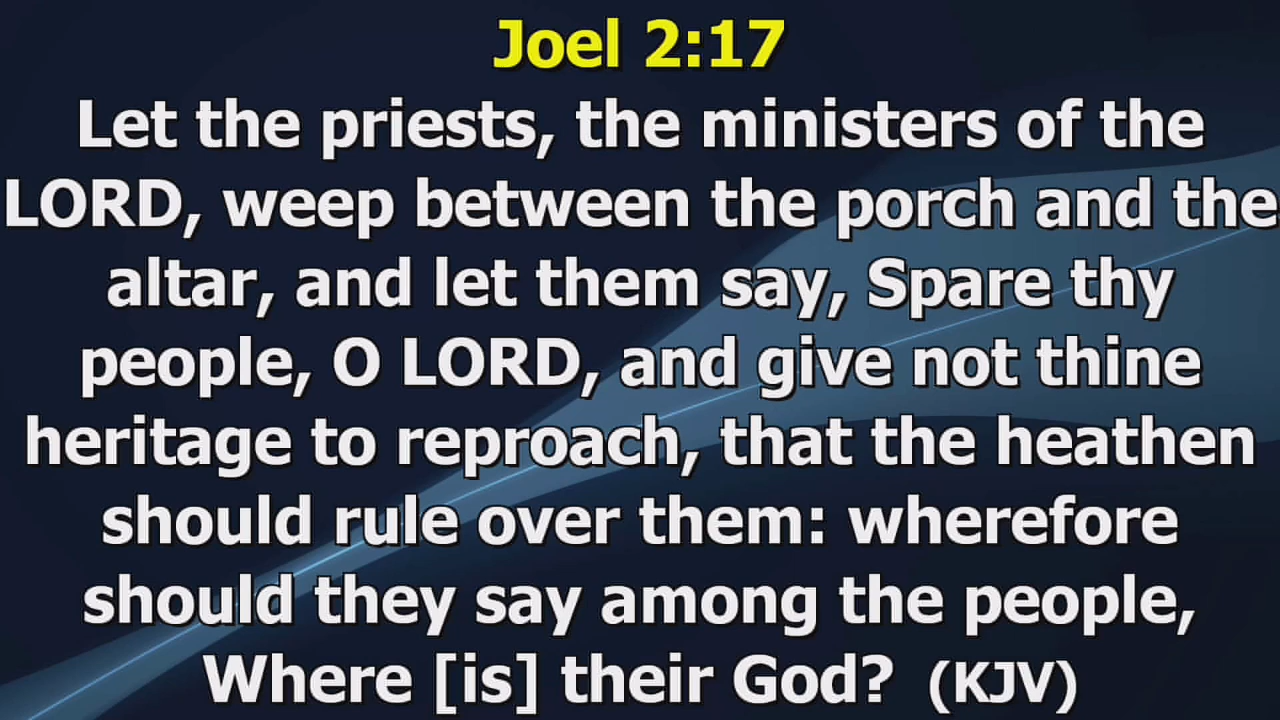 Joel 2:17
Let the priests, the ministers of the
LORD, weep between the porch and the
altar, and let them say, Spare thy
people, O LORD, and give not thine
heritage to reproach, that the heathen
should rule over them: wherefore
should they say among the people,
Where [is] their God? (KJV)